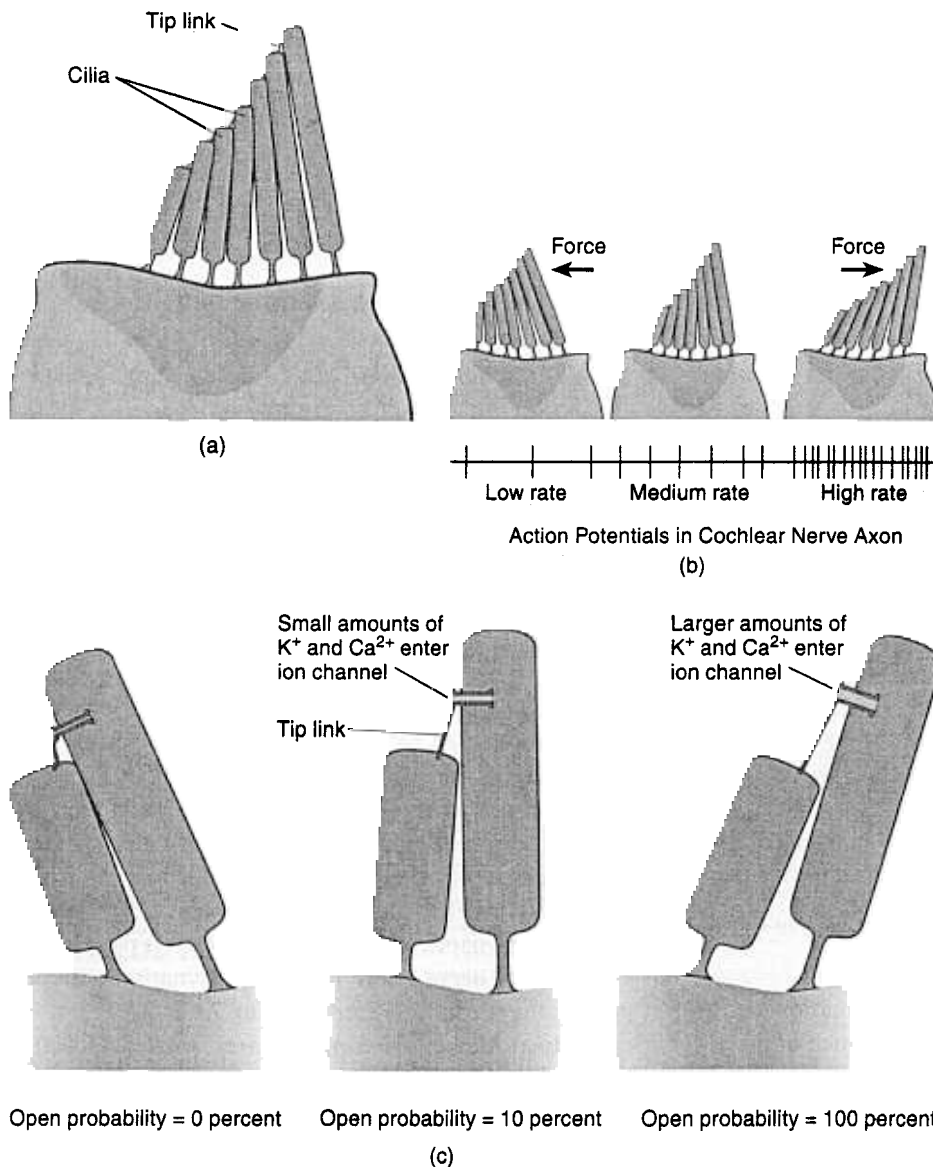 Tip link
Cilia
(a)
Force
Force
Low rate
Medium rate
High rate
Action Potentials in Cochlear Nerve Axon
(b)
Small amounts of
K⁺ and Ca²⁺ enter
ion channel
Tip link
Larger amounts of
K⁺ and Ca²⁺ enter
ion channel
Open probability = 0 percent
Open probability = 10 percent
Open probability = 100 percent
(c)